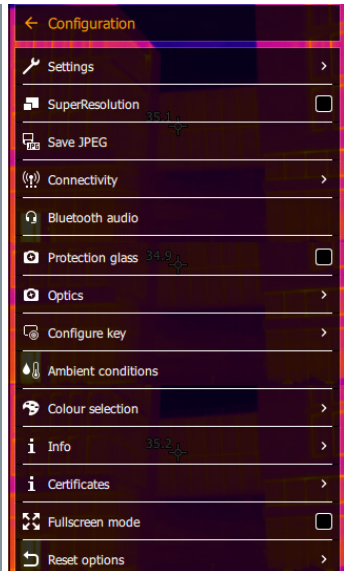 Configuration
Settings
SuperResolution
35.1
Save JPEG
Connectivity
Bluetooth audio
Protection glass 34.9
Optics
Configure key
Ambient conditions
Colour selection
Info 35.2
Certificates
Fullscreen mode
Reset options